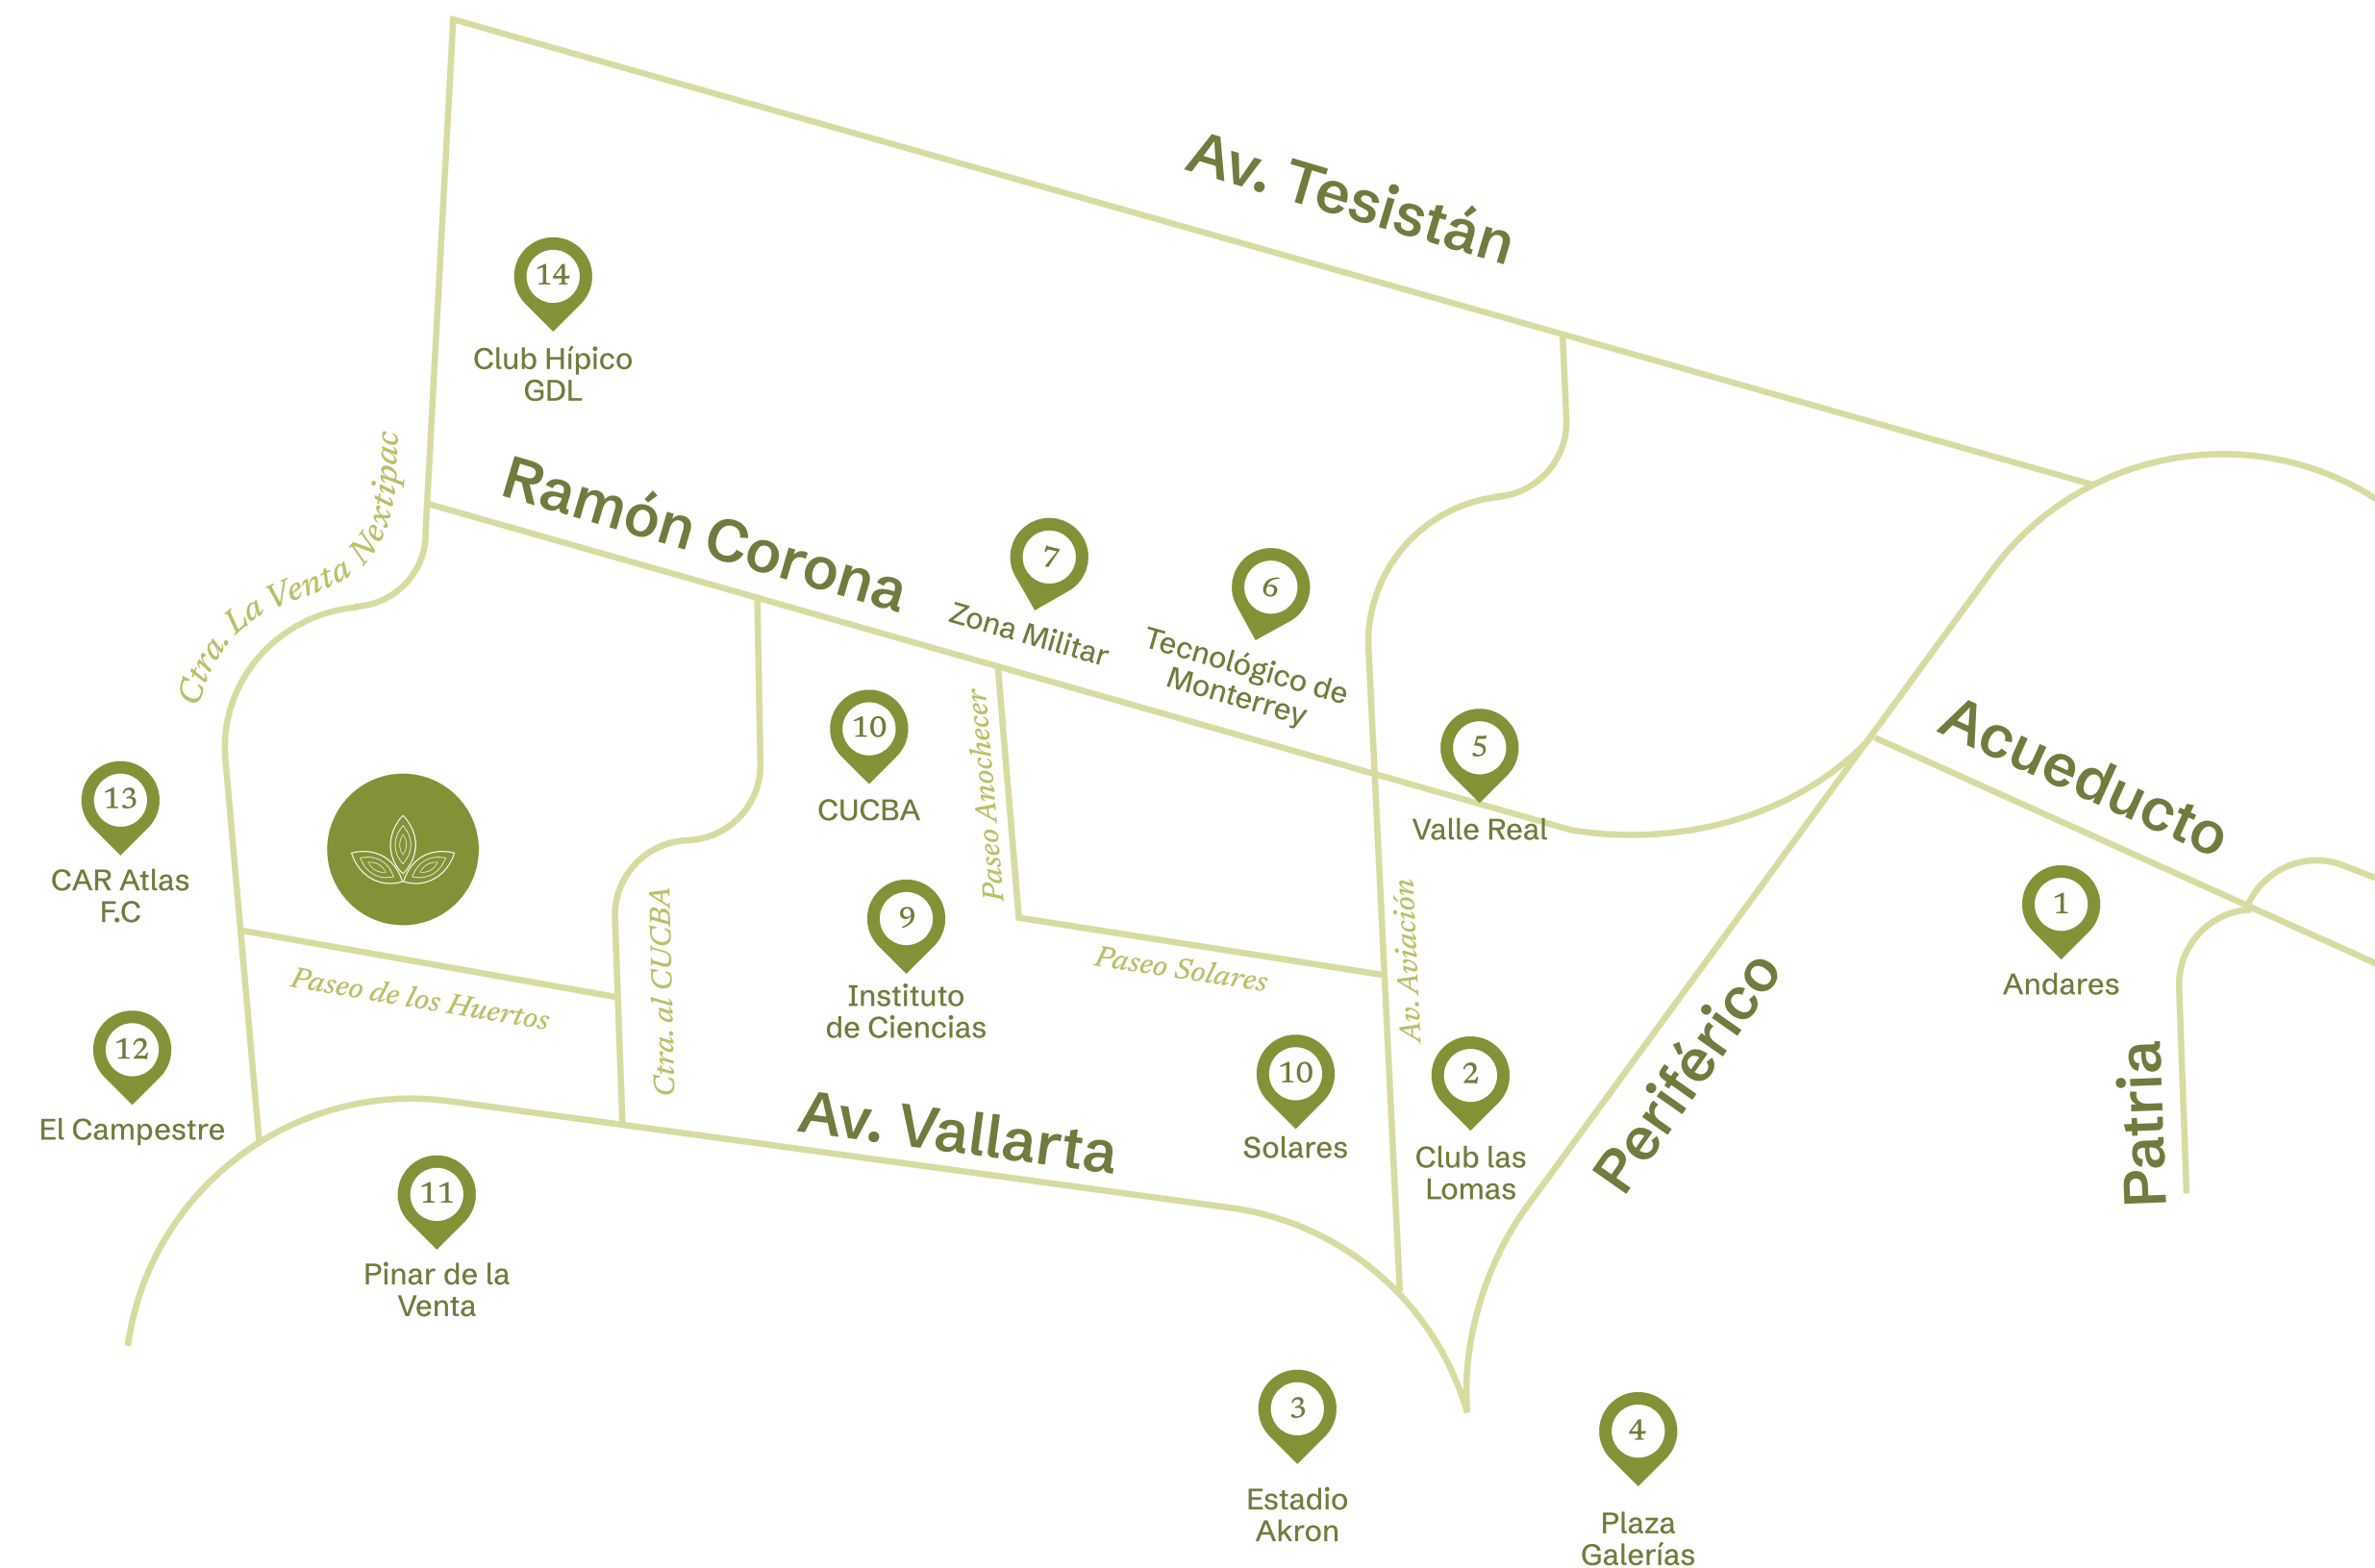 Av. Tesistán
14
Club Hípico
GDL
Ctra. La Venta Nextipac
Ramón Corona
7
Zona Militar
6
Tecnológico de
Monterrey
10
CUCBA
Paseo Anochecer
5
Valle Real
Acueducto
13
CAR Atlas
F.C
1
Andares
9
Instituto
de Ciencias
Paseo Solares
Av. Aviación
Paseo de los Huertos
Ctra. al CUCBA
12
El Campestre
10
Solares
2
Club las
Lomas
Periférico
Patria
Av. Vallarta
11
Pinar de la
Venta
3
Estadio
Akron
4
Plaza
Galerías